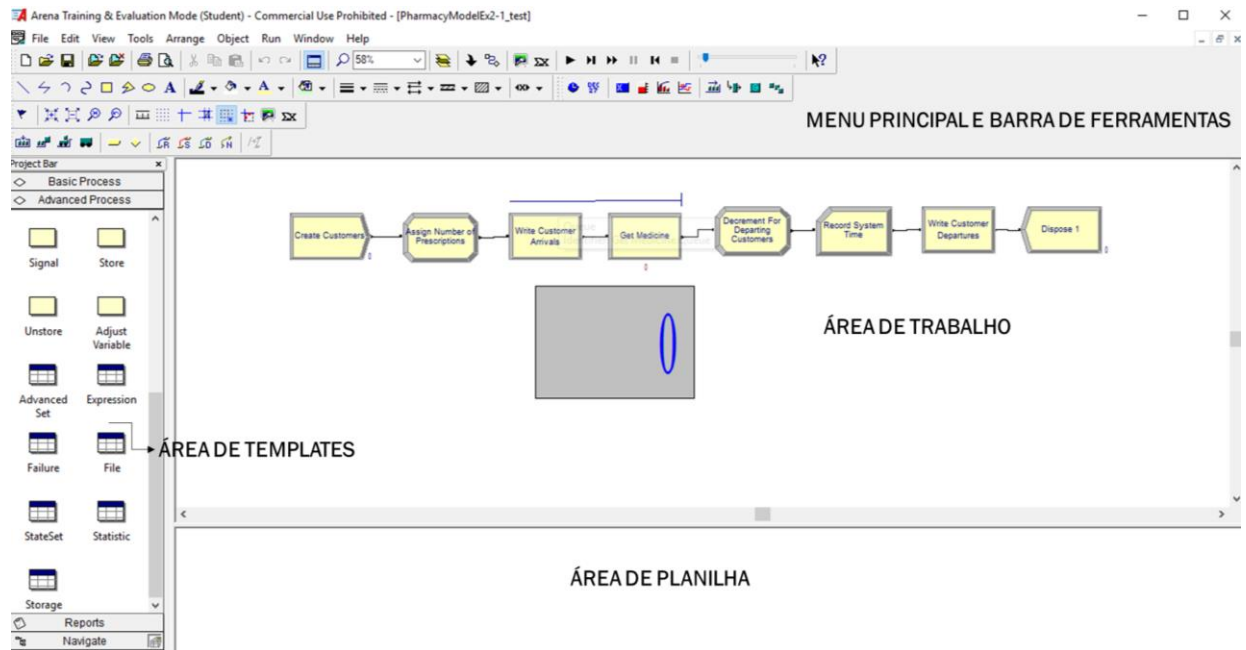 Arena Training & Evaluation Mode (Student) - Commercial Use Prohibited - [PharmacyModelEx2-1_test]
File Edit View Tools Arrange Object Run Window Help
58%
MENU PRINCIPAL E BARRA DE FERRAMENTAS
Project Bar
Basic Process
Advanced Process
Signal Store
Unstore Adjust
Variable
Advanced Expression
Set
Failure File
StateSet Statistic
Storage
Reports
Navigate
ÁREA DE TEMPLATES
Create Customers
Assign Number of
Prescriptions
Write Customer
Arrivals
Get Medicine
Decrement For
Departing
Customers
Record System
Time
Write Customer
Departures
Dispose 1
ÁREA DE TRABALHO
ÁREA DE PLANILHA